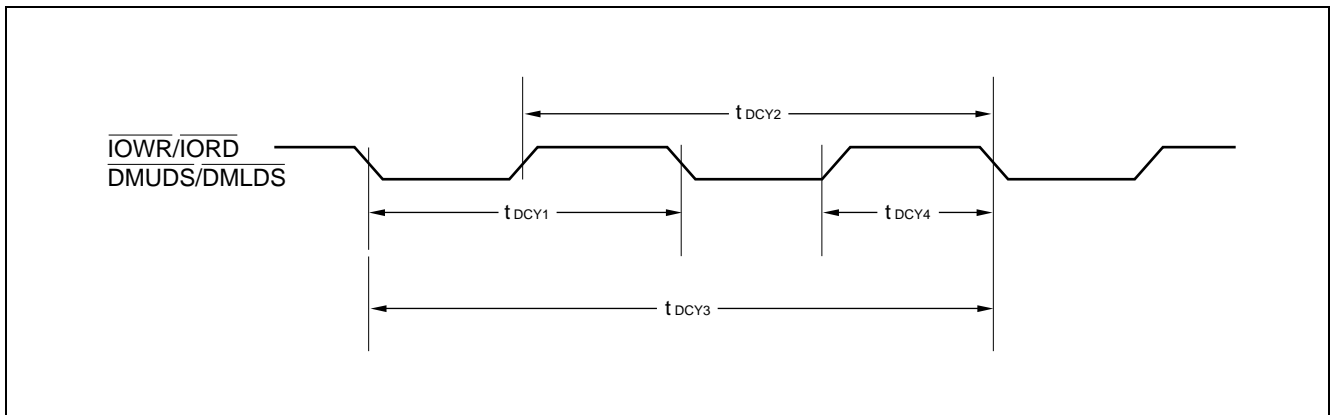 t DCY2
IOWR/IORD
DMUDS/DMLDS
t DCY1
t DCY4
t DCY3